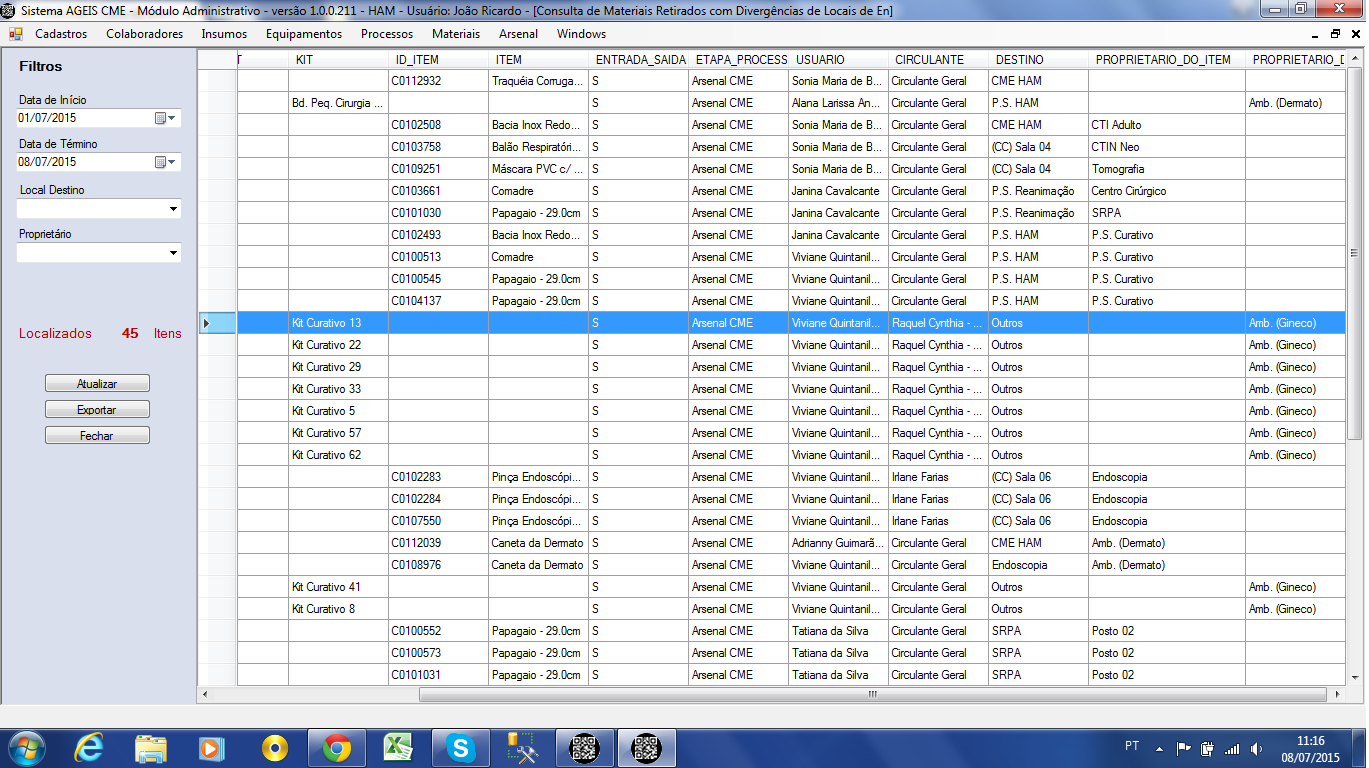 Sistema AGEIS CME - Módulo Administrativo - versão 1.0.0.211 - HAM - Usuário: João Ricardo - [Consulta de Materiais Retirados com Divergências de Locais de En]
Cadastros Colaboradores Insumos Equipamentos Processos Materiais Arsenal Windows
Filtros
Data de Início
01/07/2015
Data de Término
08/07/2015
Local Destino
Proprietário
Localizados 45 Itens
Atualizar
Exportar
Fechar
T KIT ID_ITEM ITEM ENTRADA_SAIDA ETAPA_PROCESS USUARIO CIRCULANTE DESTINO PROPRIETARIO_DO_ITEM PROPRIETARIO_D
C0112932 Traquéia Corruga... S Arsenal CME Sonia Maria de B... Circulante Geral CME HAM
Bd. Peq. Cirurgia ... S Arsenal CME Alana Larissa An... Circulante Geral P.S. HAM Amb. (Dermato)
C0102508 Bacia Inox Redo... S Arsenal CME Sonia Maria de B... Circulante Geral CME HAM CTI Adulto
C0103758 Balão Respiratóri... S Arsenal CME Sonia Maria de B... Circulante Geral (CC) Sala 04 CTIN Neo
C0109251 Máscara PVC c/ ... S Arsenal CME Sonia Maria de B... Circulante Geral (CC) Sala 04 Tomografia
C0103661 Comadre S Arsenal CME Janina Cavalcante Circulante Geral P.S. Reanimação Centro Cirúrgico
C0101030 Papagaio - 29.0cm S Arsenal CME Janina Cavalcante Circulante Geral P.S. Reanimação SRPA
C0102493 Bacia Inox Redo... S Arsenal CME Janina Cavalcante Circulante Geral P.S. HAM P.S. Curativo
C0100513 Comadre S Arsenal CME Viviane Quintanil... Circulante Geral P.S. HAM P.S. Curativo
C0100545 Papagaio - 29.0cm S Arsenal CME Viviane Quintanil... Circulante Geral P.S. HAM P.S. Curativo
C0104137 Papagaio - 29.0cm S Arsenal CME Viviane Quintanil... Circulante Geral P.S. HAM P.S. Curativo
Kit Curativo 13 S Arsenal CME Viviane Quintanil... Raquel Cynthia - ... Outros Amb. (Gineco)
Kit Curativo 22 S Arsenal CME Viviane Quintanil... Raquel Cynthia - ... Outros Amb. (Gineco)
Kit Curativo 29 S Arsenal CME Viviane Quintanil... Raquel Cynthia - ... Outros Amb. (Gineco)
Kit Curativo 33 S Arsenal CME Viviane Quintanil... Raquel Cynthia - ... Outros Amb. (Gineco)
Kit Curativo 5 S Arsenal CME Viviane Quintanil... Raquel Cynthia - ... Outros Amb. (Gineco)
Kit Curativo 57 S Arsenal CME Viviane Quintanil... Raquel Cynthia - ... Outros Amb. (Gineco)
Kit Curativo 62 S Arsenal CME Viviane Quintanil... Raquel Cynthia - ... Outros Amb. (Gineco)
C0102283 Pinça Endoscópi... S Arsenal CME Viviane Quintanil... Irlane Farias (CC) Sala 06 Endoscopia
C0102284 Pinça Endoscópi... S Arsenal CME Viviane Quintanil... Irlane Farias (CC) Sala 06 Endoscopia
C0107550 Pinça Endoscópi... S Arsenal CME Viviane Quintanil... Irlane Farias (CC) Sala 06 Endoscopia
C0112039 Caneta da Dermato S Arsenal CME Adrianny Guimarã... Circulante Geral CME HAM Amb. (Dermato)
C0108976 Caneta da Dermato S Arsenal CME Viviane Quintanil... Circulante Geral Endoscopia Amb. (Dermato)
Kit Curativo 41 S Arsenal CME Viviane Quintanil... Circulante Geral Outros Amb. (Gineco)
Kit Curativo 8 S Arsenal CME Viviane Quintanil... Circulante Geral Outros Amb. (Gineco)
C0100552 Papagaio - 29.0cm S Arsenal CME Tatiana da Silva Circulante Geral SRPA Posto 02
C0100573 Papagaio - 29.0cm S Arsenal CME Tatiana da Silva Circulante Geral SRPA Posto 02
C0101031 Papagaio - 29.0cm S Arsenal CME Tatiana da Silva Circulante Geral SRPA Posto 02
PT 11:16
08/07/2015